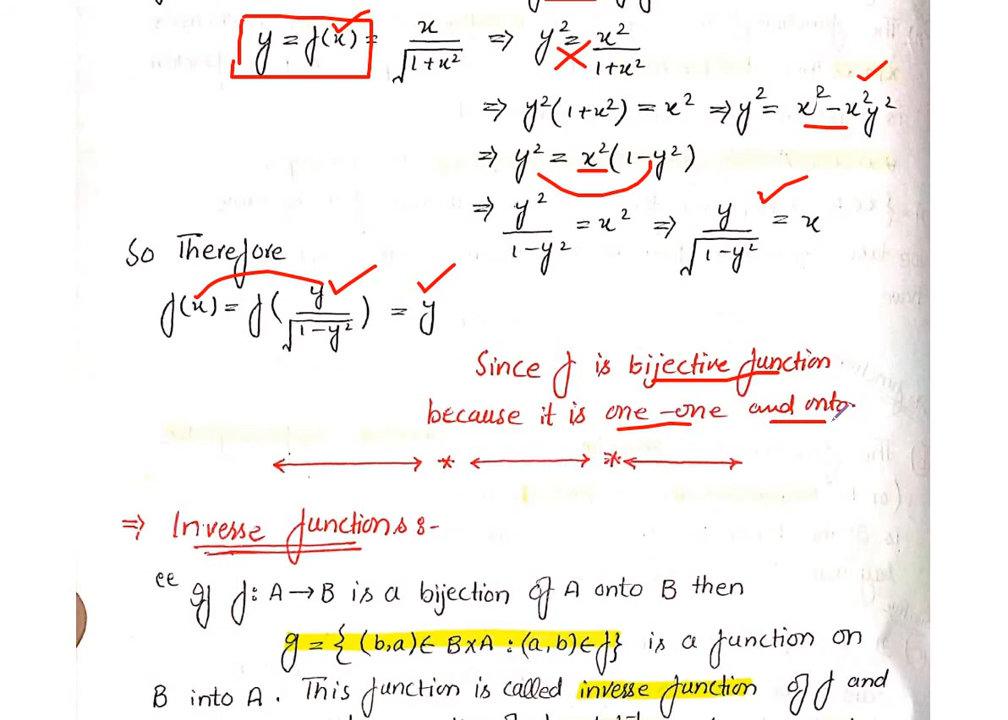 y = f(x) = x/√(1+x²) ⇒ y² = x²/(1+x²)
⇒ y²(1+x²) = x² ⇒ y² = x² - x²y²
⇒ y² = x²(1-y²)
⇒ y²/(1-y²) = x² ⇒ y/√(1-y²) = x
So Therefore
f(x) = f(y/√(1-y²)) = y
Since f is bijective function
because it is one-one and onto.
⇒ Inverse functions :-
"If f: A→B is a bijection of A onto B then
g = {(b,a)∈ B×A : (a,b)∈f} is a function on
B into A. This function is called inverse function of f and